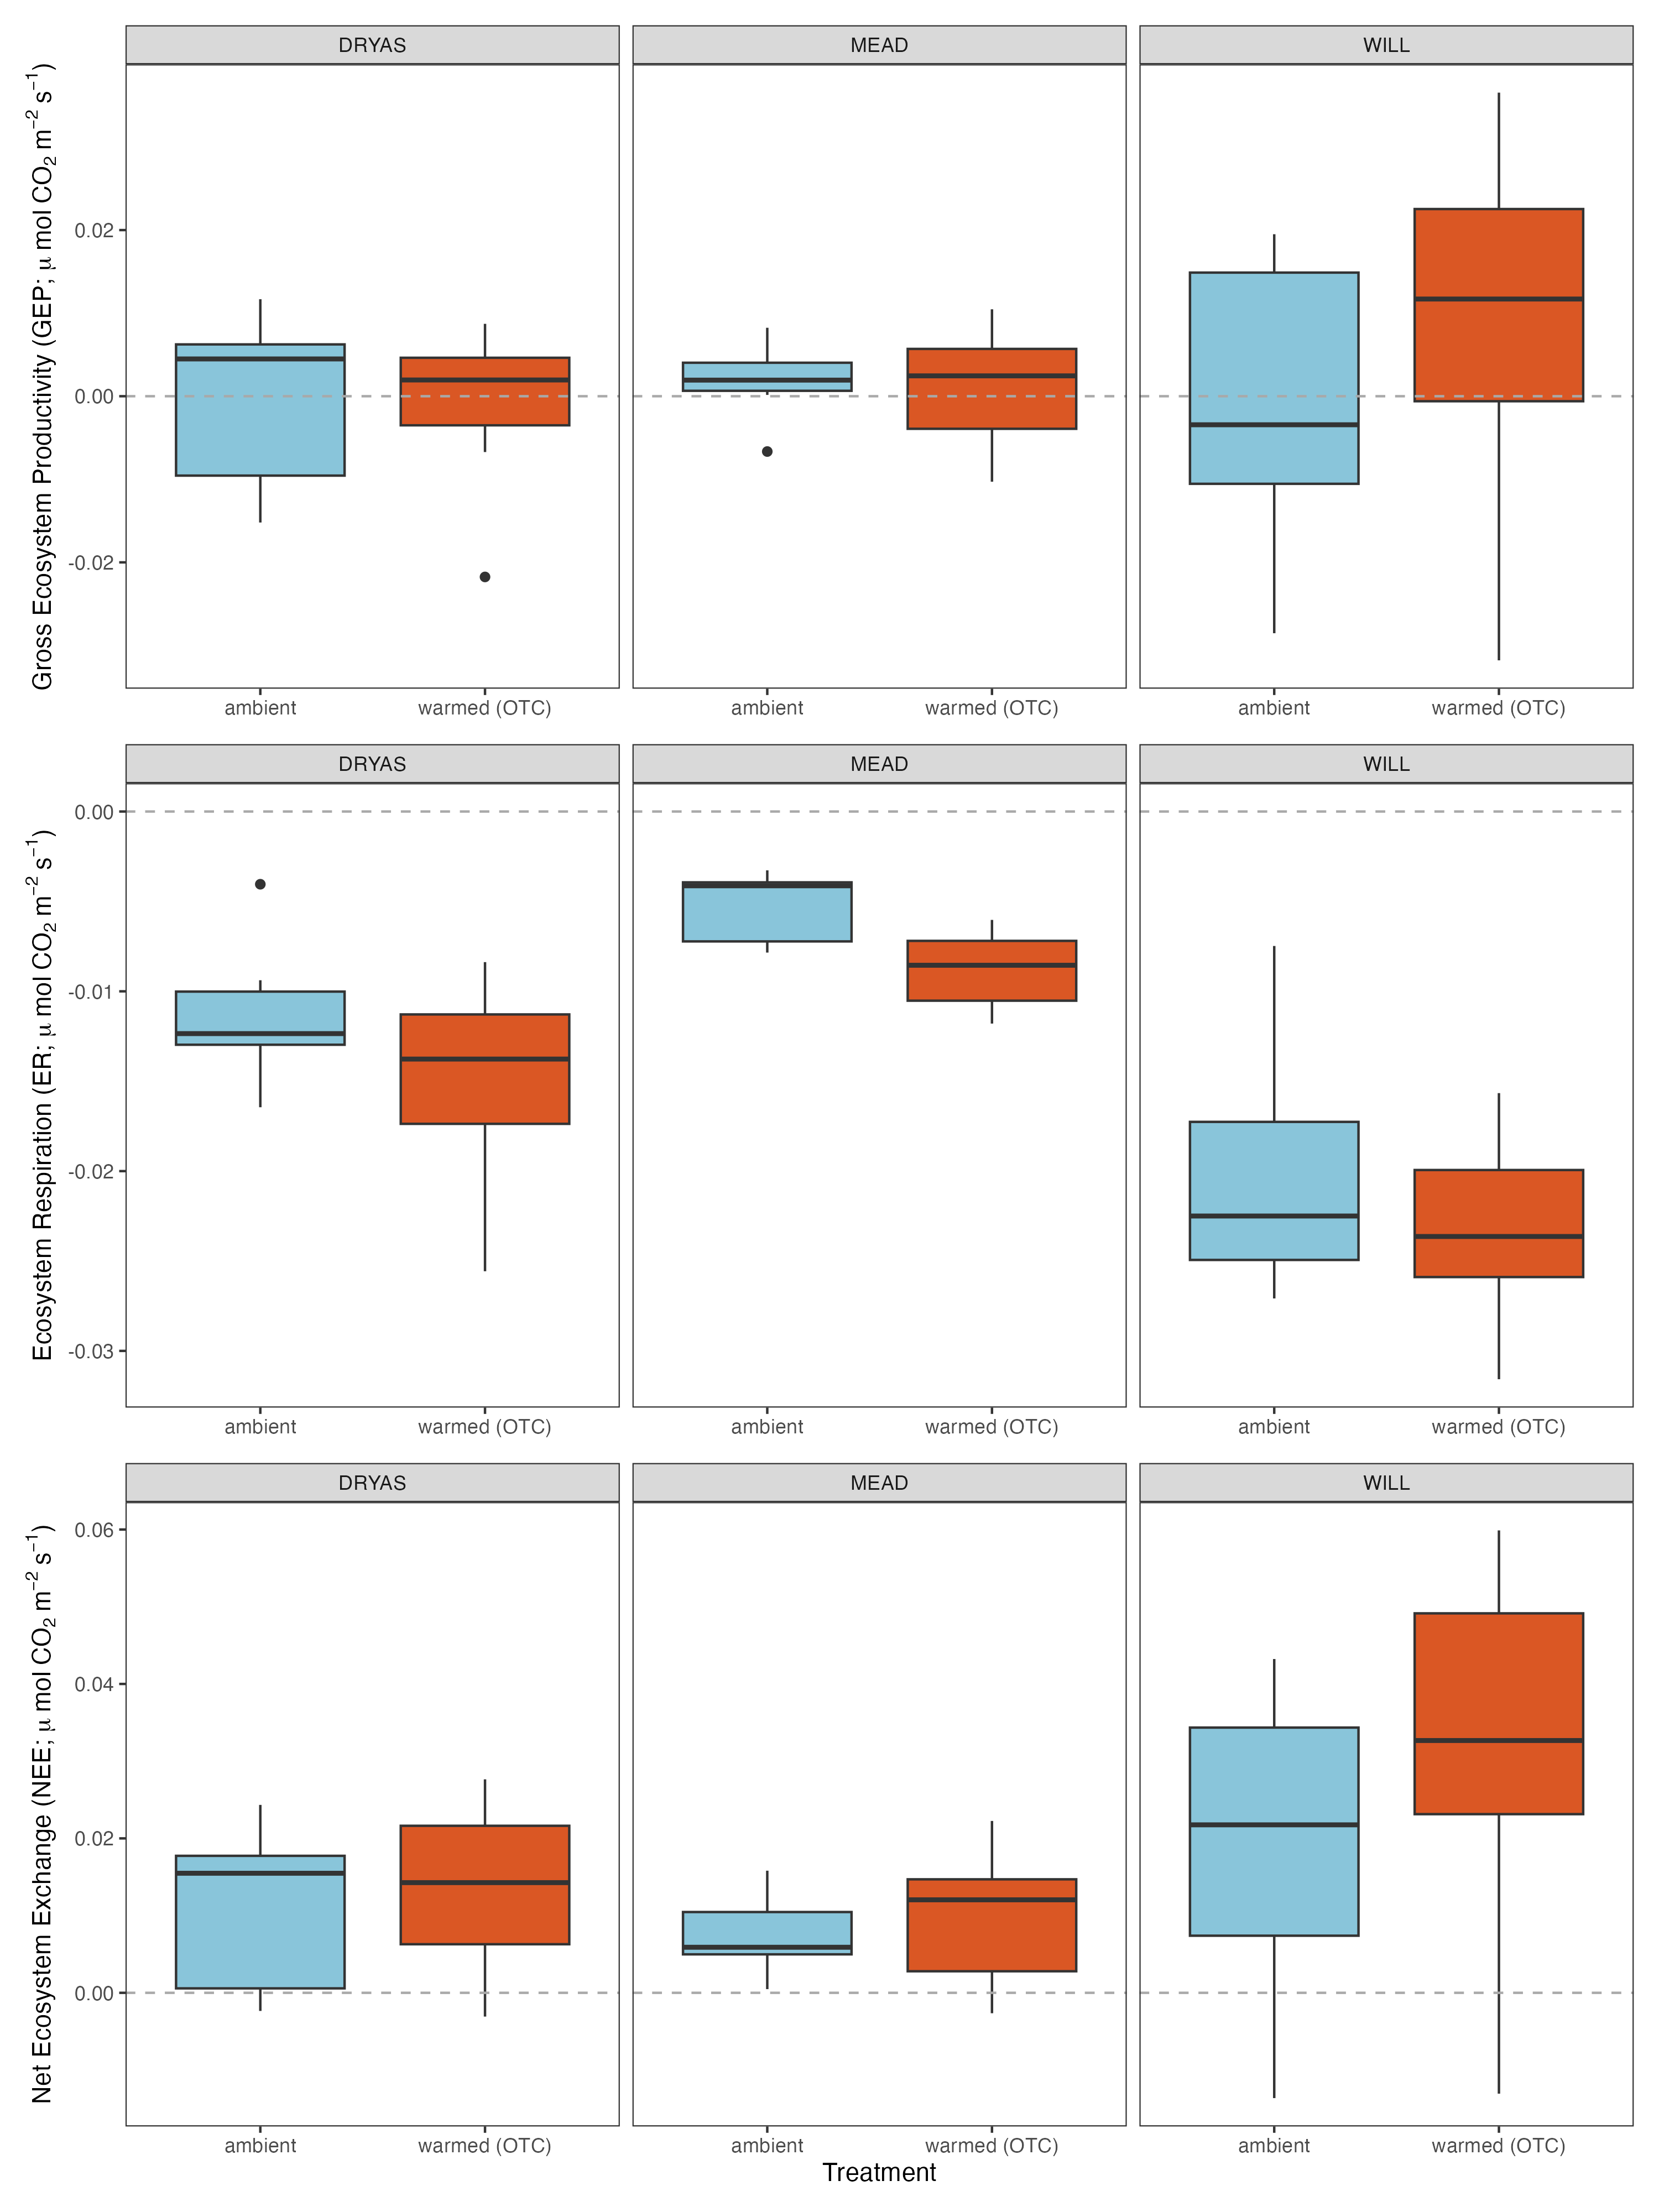 DRYAS MEAD WILL
Gross Ecosystem Productivity (GEP; μ mol CO₂ m⁻² s⁻¹)
0.02
0.00
-0.02
ambient warmed (OTC) ambient warmed (OTC) ambient warmed (OTC)
DRYAS MEAD WILL
Ecosystem Respiration (ER; μ mol CO₂ m⁻² s⁻¹)
0.00
-0.01
-0.02
-0.03
ambient warmed (OTC) ambient warmed (OTC) ambient warmed (OTC)
DRYAS MEAD WILL
Net Ecosystem Exchange (NEE; μ mol CO₂ m⁻² s⁻¹)
0.06
0.04
0.02
0.00
ambient warmed (OTC) ambient warmed (OTC) ambient warmed (OTC)
Treatment